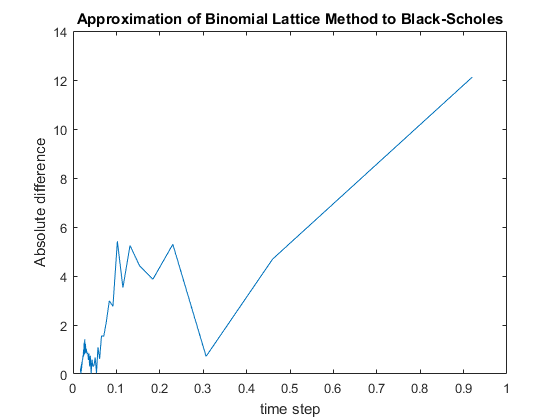 Approximation of Binomial Lattice Method to Black-Scholes
14
12
10
8
6
4
2
0
Absolute difference
0 0.1 0.2 0.3 0.4 0.5 0.6 0.7 0.8 0.9 1
time step